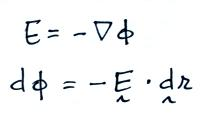 E = -∇ϕ
dϕ = -Ḛ · dr̰